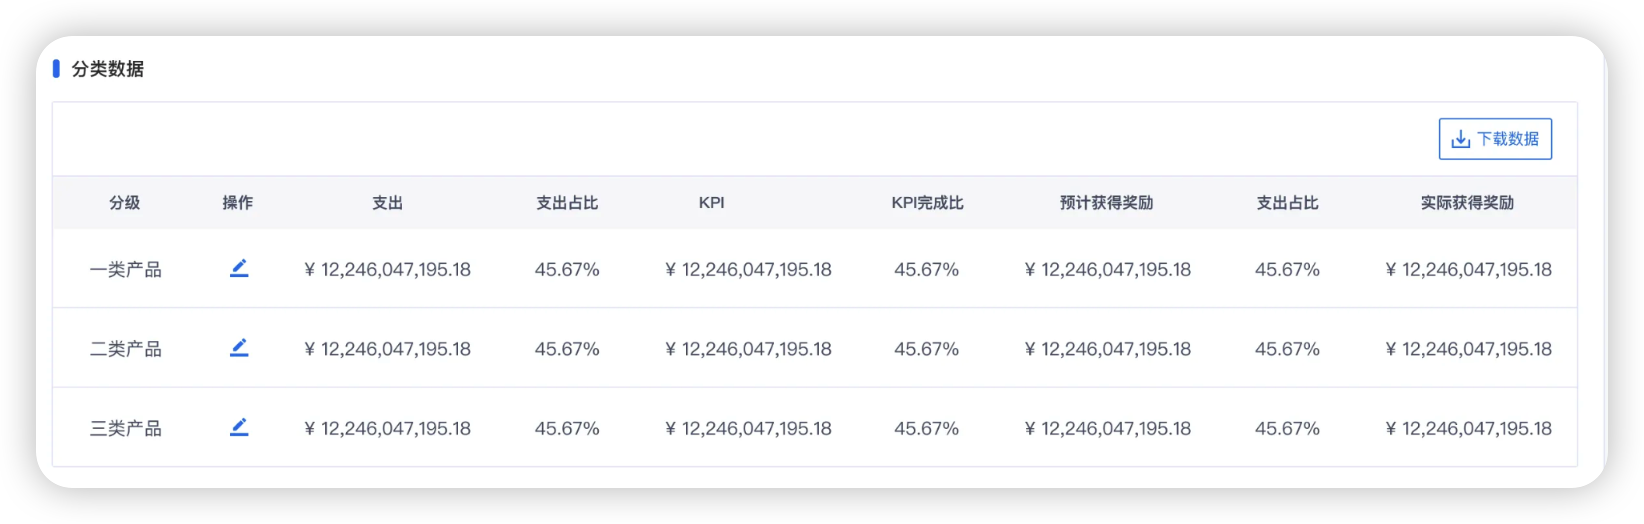 分类数据
下载数据
分级 操作 支出 支出占比 KPI KPI完成比 预计获得奖励 支出占比 实际获得奖励
一类产品 ¥ 12,246,047,195.18 45.67% ¥ 12,246,047,195.18 45.67% ¥ 12,246,047,195.18 45.67% ¥ 12,246,047,195.18
二类产品 ¥ 12,246,047,195.18 45.67% ¥ 12,246,047,195.18 45.67% ¥ 12,246,047,195.18 45.67% ¥ 12,246,047,195.18
三类产品 ¥ 12,246,047,195.18 45.67% ¥ 12,246,047,195.18 45.67% ¥ 12,246,047,195.18 45.67% ¥ 12,246,047,195.18